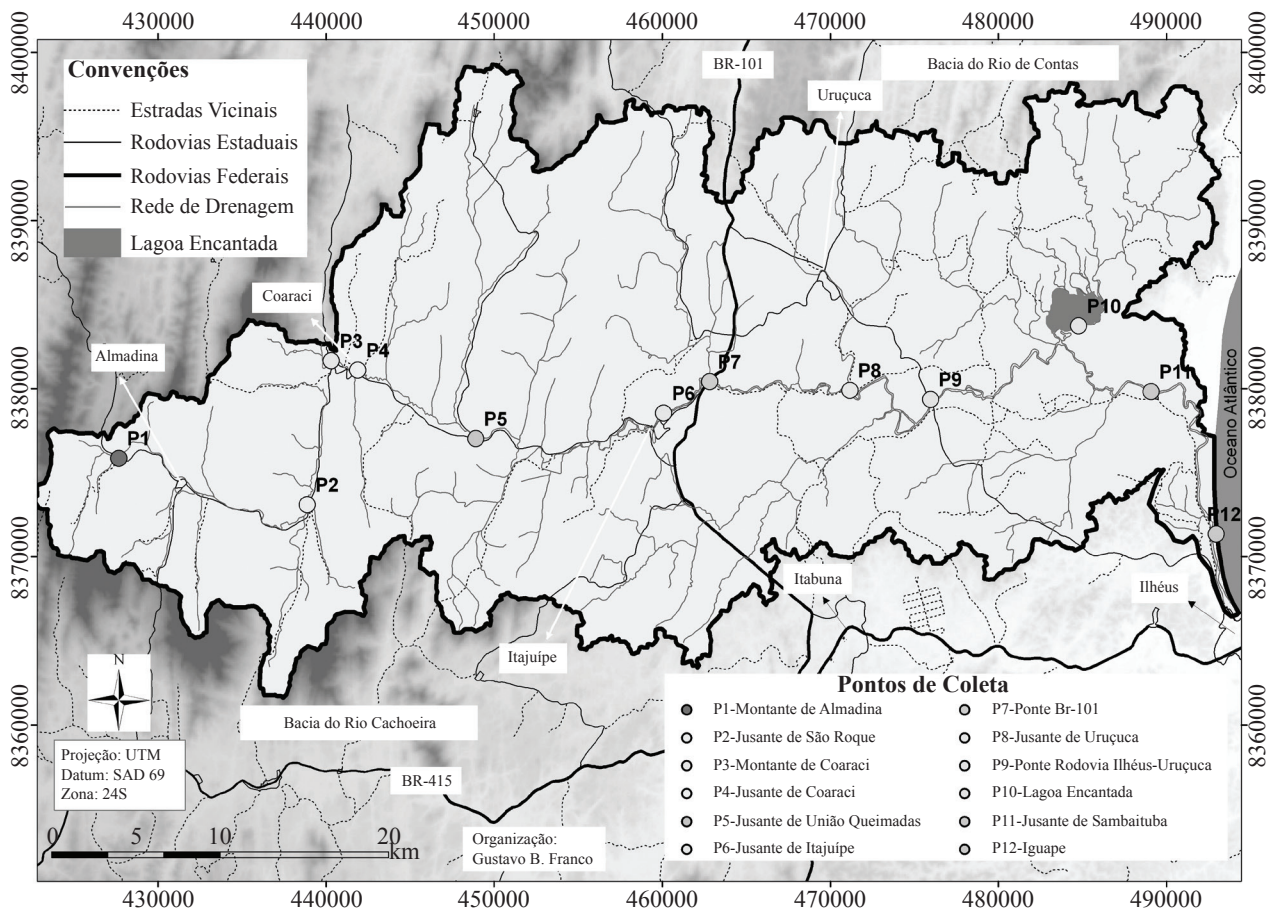 430000
440000
450000
460000
470000
480000
490000
8400000
8390000
8380000
8370000
8360000
8400000
8390000
8380000
8370000
8360000
Convenções
Estradas Vicinais
Rodovias Estaduais
Rodovias Federais
Rede de Drenagem
Lagoa Encantada
BR-101
Bacia do Rio de Contas
Uruçuca
Coaraci
Almadina
P1
P2
P3
P4
P5
P6
P7
P8
P9
P10
P11
P12
Oceano Atlântico
Itabuna
Ilhéus
Itajuípe
N
Bacia do Rio Cachoeira
Projeção: UTM
Datum: SAD 69
Zona: 24S
BR-415
0 5 10 20
km
Organização:
Gustavo B. Franco
Pontos de Coleta
P1-Montante de Almadina
P2-Jusante de São Roque
P3-Montante de Coaraci
P4-Jusante de Coaraci
P5-Jusante de União Queimadas
P6-Jusante de Itajuípe
P7-Ponte Br-101
P8-Jusante de Uruçuca
P9-Ponte Rodovia Ilhéus-Uruçuca
P10-Lagoa Encantada
P11-Jusante de Sambaituba
P12-Iguape
430000
440000
450000
460000
470000
480000
490000